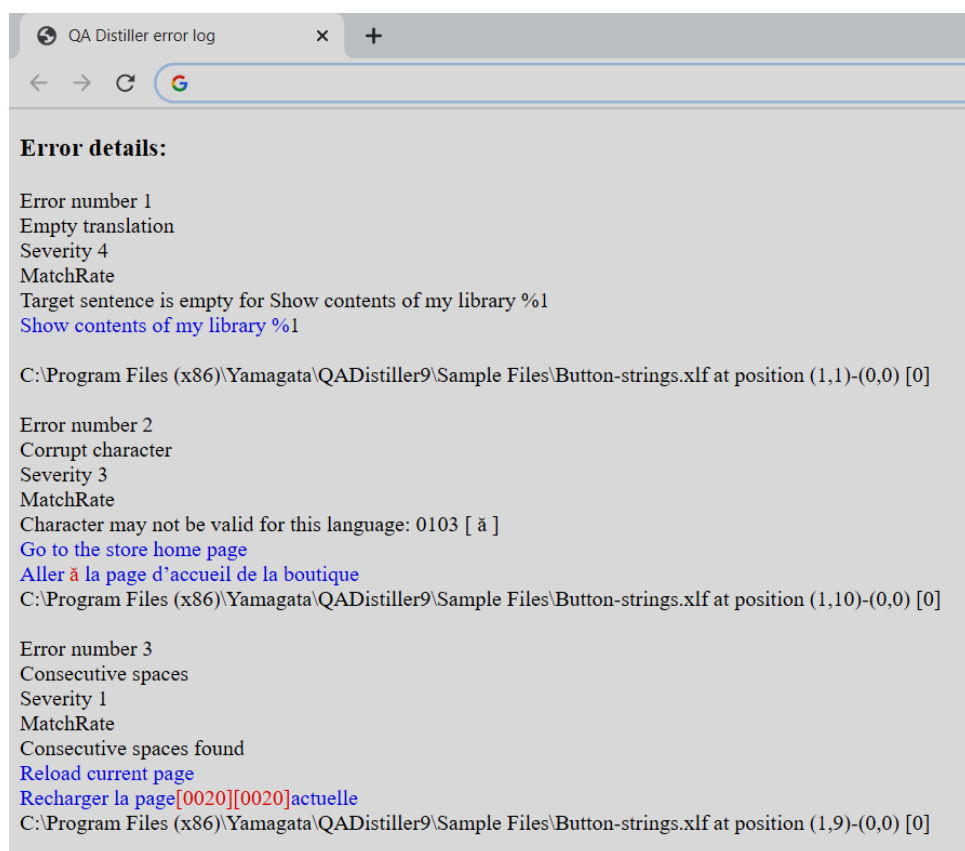 QA Distiller error log
Error details:
Error number 1
Empty translation
Severity 4
MatchRate
Target sentence is empty for Show contents of my library %1
Show contents of my library %1
C:\Program Files (x86)\Yamagata\QADistiller9\Sample Files\Button-strings.xlf at position (1,1)-(0,0) [0]
Error number 2
Corrupt character
Severity 3
MatchRate
Character may not be valid for this language: 0103 [ ă ]
Go to the store home page
Aller ă la page d’accueil de la boutique
C:\Program Files (x86)\Yamagata\QADistiller9\Sample Files\Button-strings.xlf at position (1,10)-(0,0) [0]
Error number 3
Consecutive spaces
Severity 1
MatchRate
Consecutive spaces found
Reload current page
Recharger la page[0020][0020]actuelle
C:\Program Files (x86)\Yamagata\QADistiller9\Sample Files\Button-strings.xlf at position (1,9)-(0,0) [0]